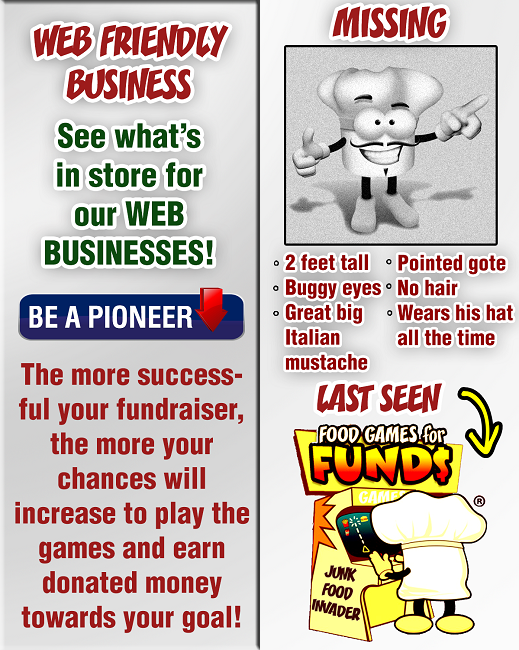 WEB FRIENDLY
BUSINESS
See what's
in store for
our WEB
BUSINESSES!
BE A PIONEER
The more success-
ful your fundraiser,
the more your
chances will
increase to play the
games and earn
donated money
towards your goal!
MISSING
° 2 feet tall
° Buggy eyes
° Great big
Italian
mustache
° Pointed gote
° No hair
° Wears his hat
all the time
LAST SEEN
FOOD GAMES for
FUND$
GAME
®
JUNK
FOOD
INVADER